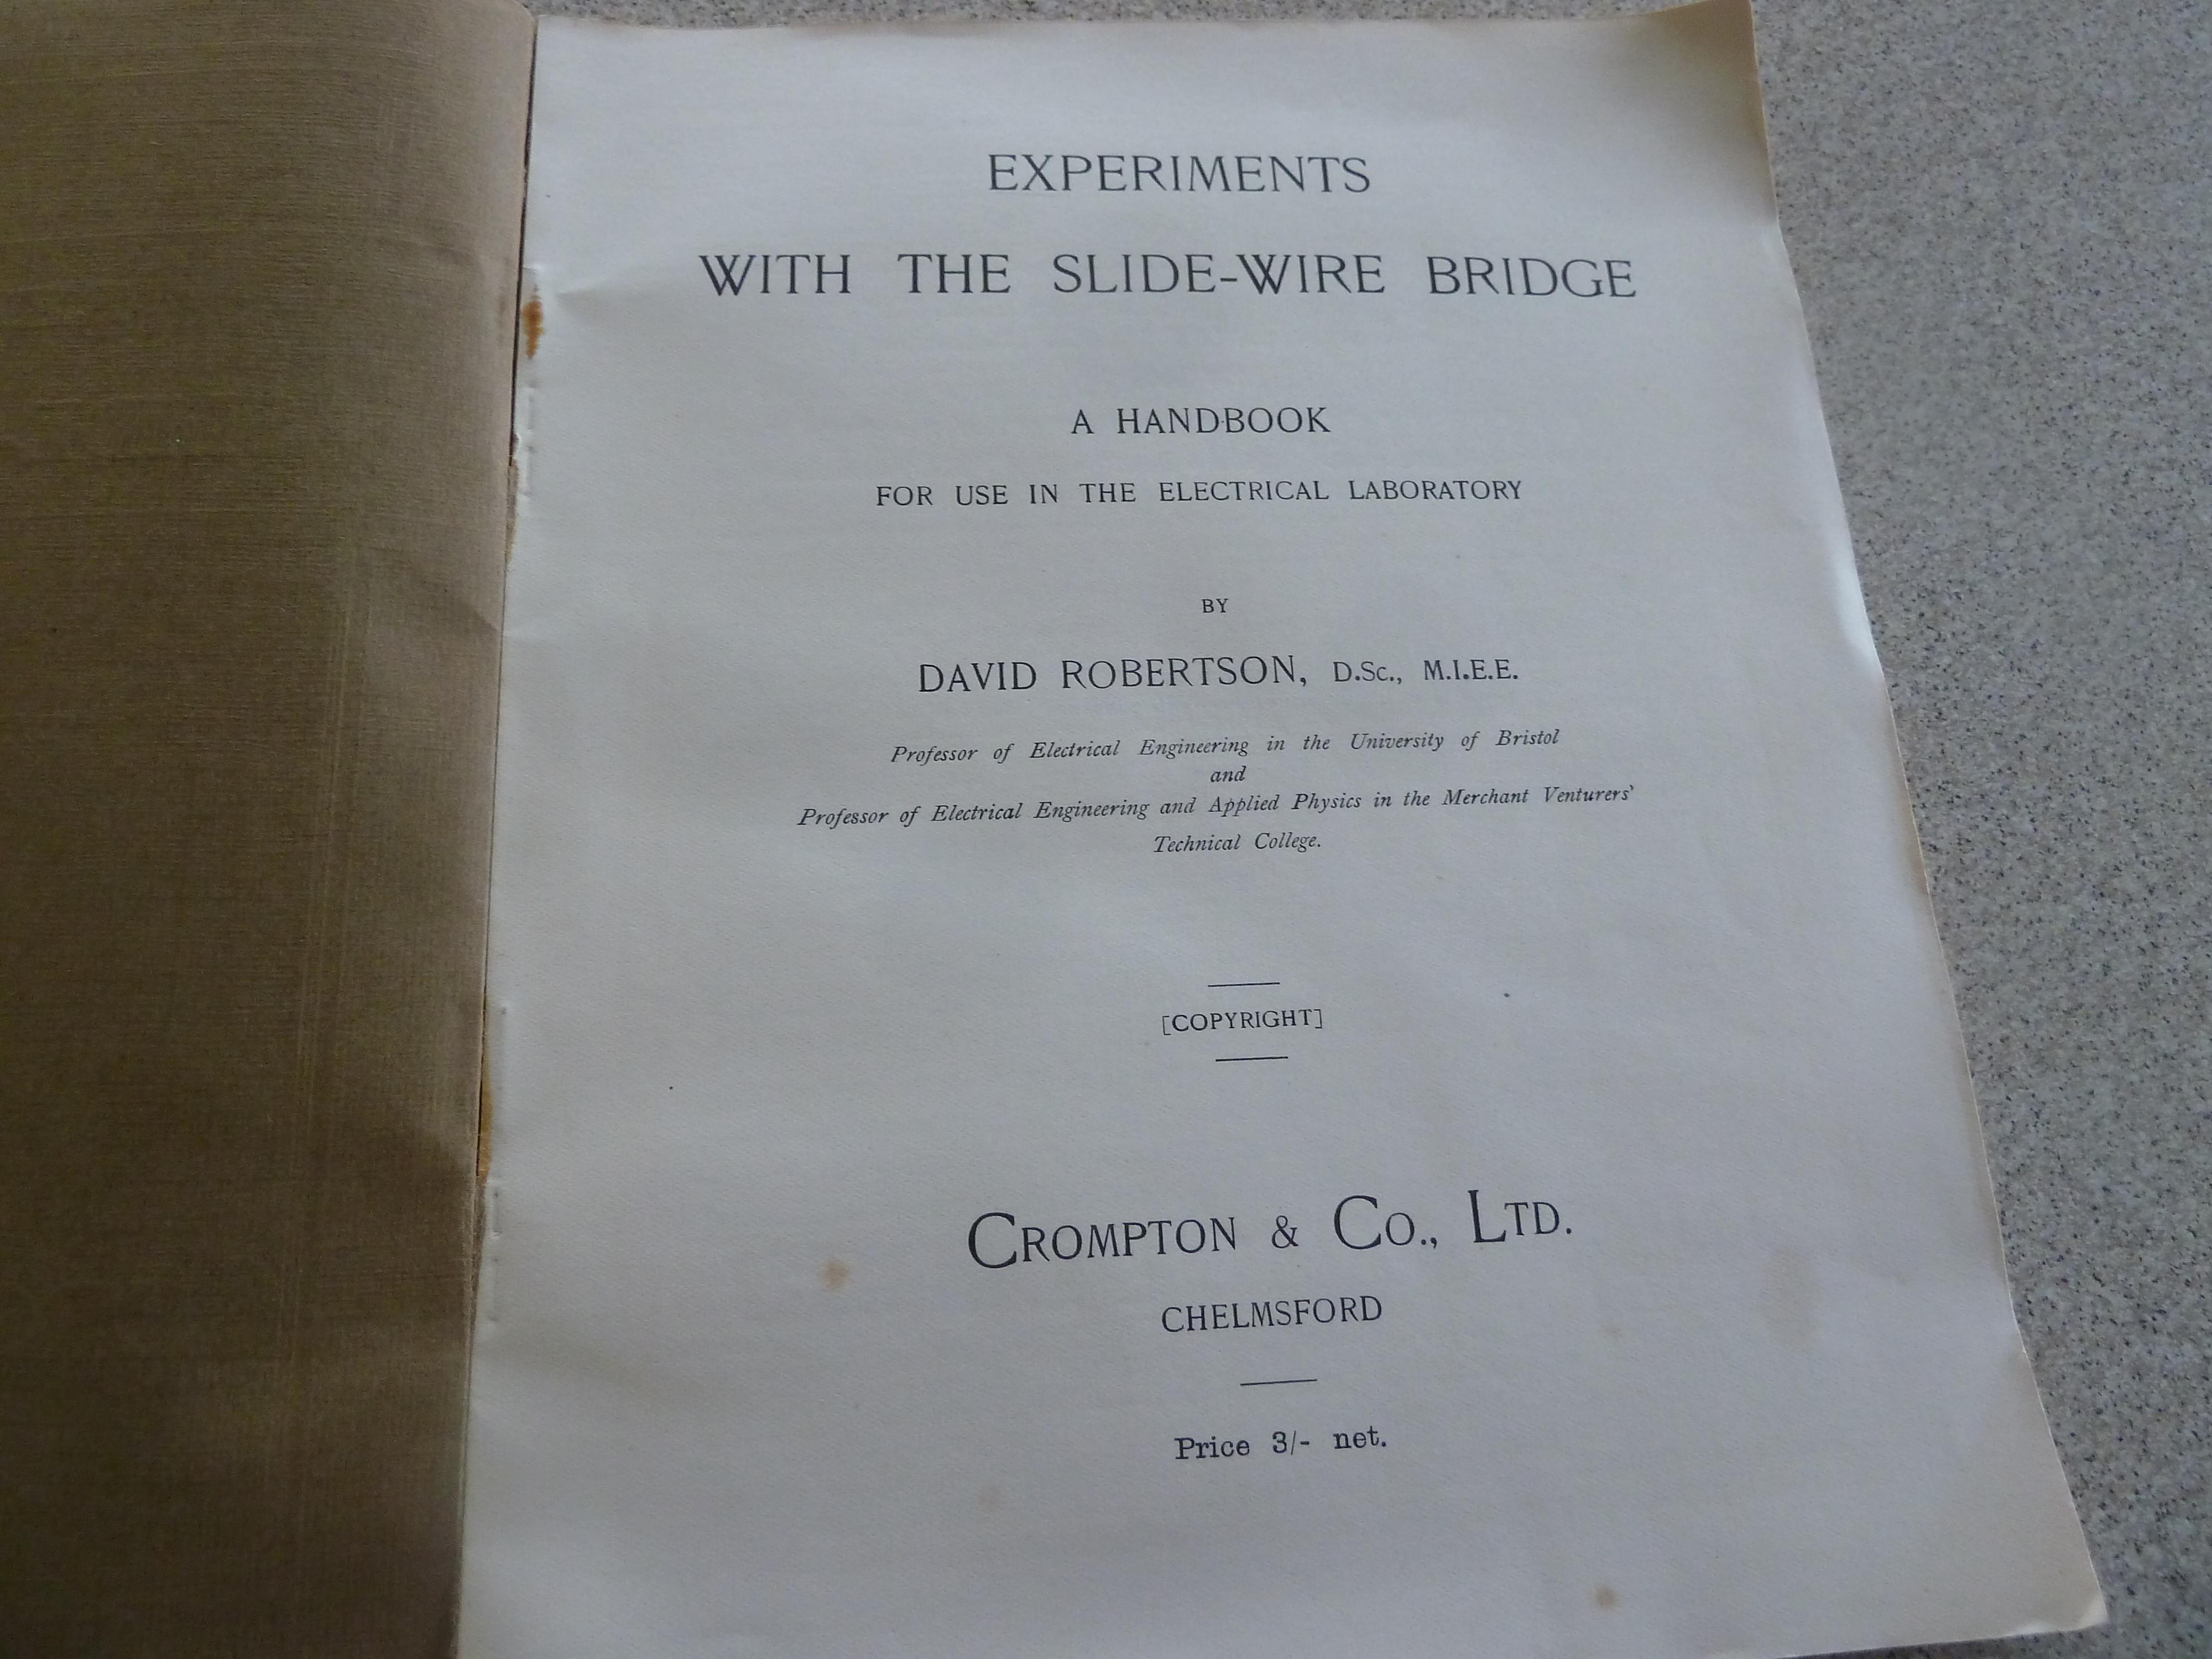 EXPERIMENTS
WITH THE SLIDE-WIRE BRIDGE
A HAND-BOOK
FOR USE IN THE ELECTRICAL LABORATORY
BY
DAVID ROBERTSON, D.Sc., M.I.E.E.
Professor of Electrical Engineering in the University of Bristol
and
Professor of Electrical Engineering and Applied Physics in the Merchant Venturers'
Technical College.
[COPYRIGHT]
CROMPTON & CO., LTD.
CHELMSFORD
Price 3/- net.